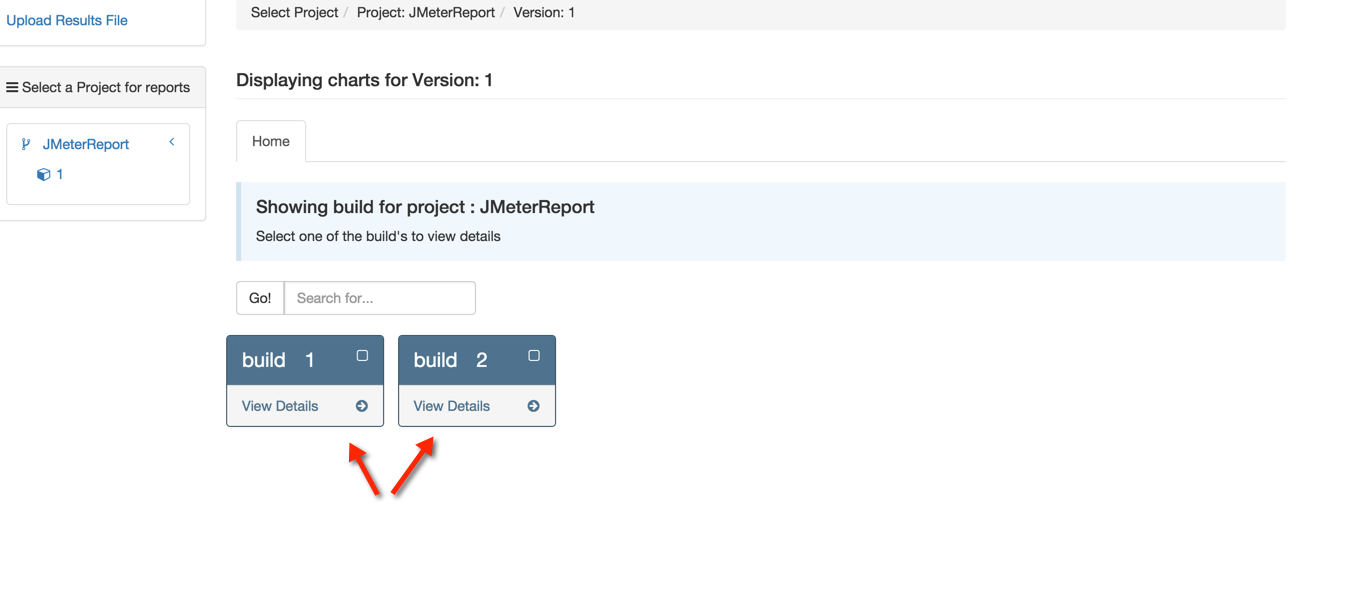 Upload Results File
Select Project / Project: JMeterReport / Version: 1
Select a Project for reports
JMeterReport
1
Displaying charts for Version: 1
Home
Showing build for project : JMeterReport
Select one of the build's to view details
Go! Search for...
build 1
View Details
build 2
View Details